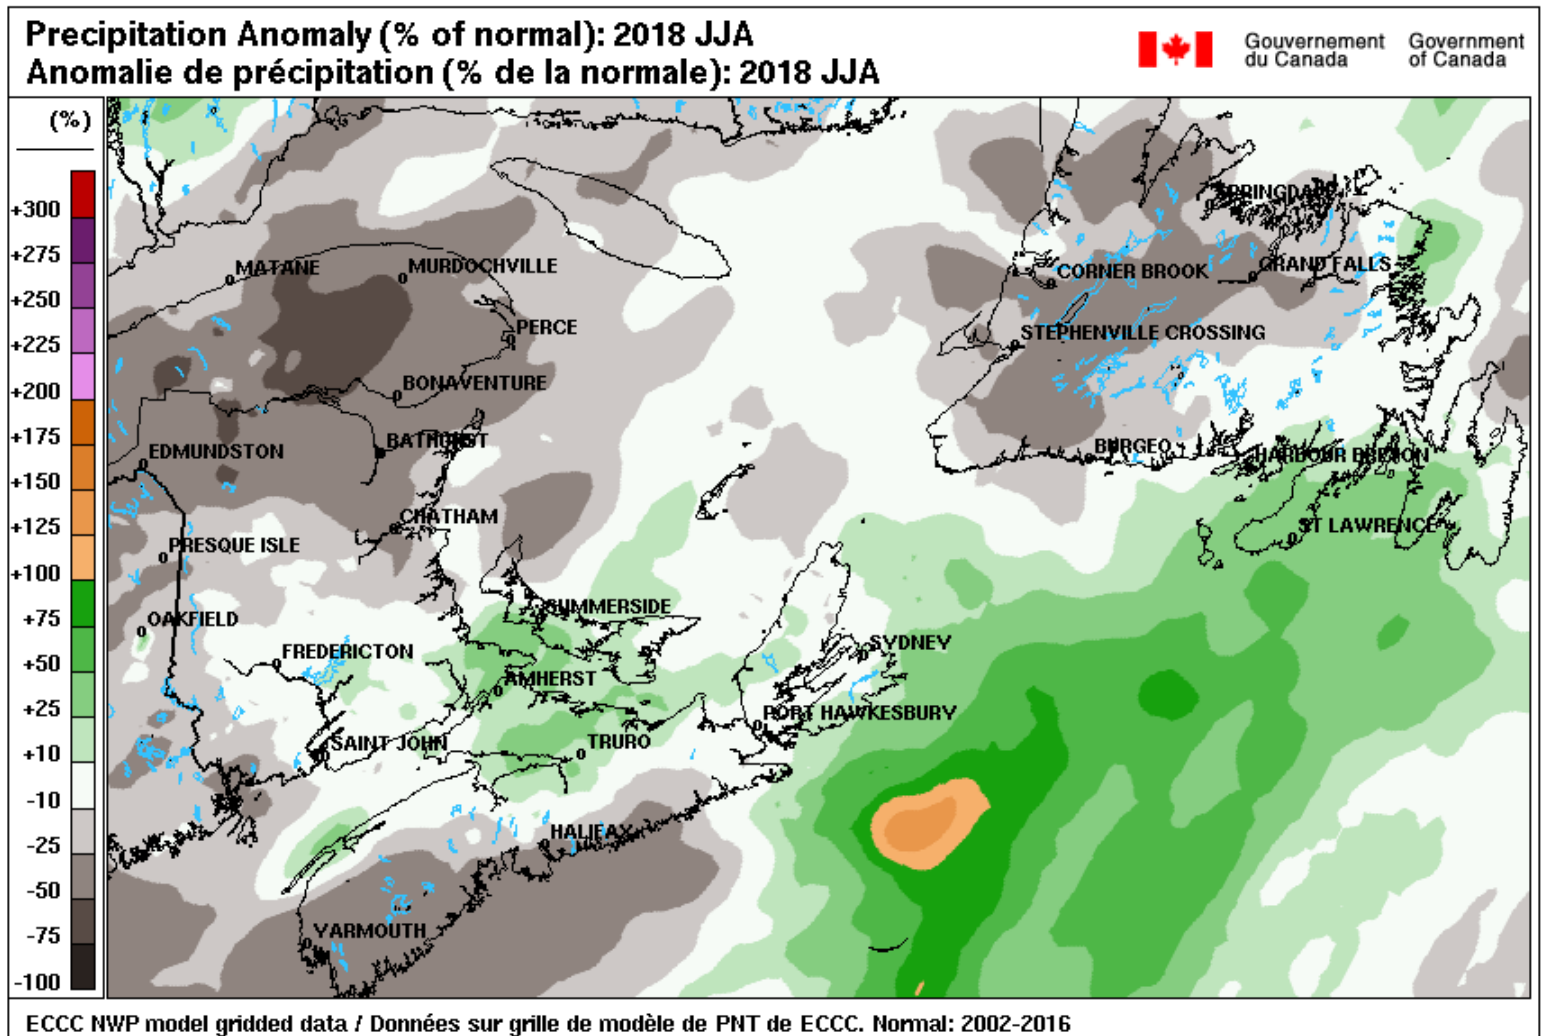 Precipitation Anomaly (% of normal): 2018 JJA
Anomalie de précipitation (% de la normale): 2018 JJA
Gouvernement du Canada
Government of Canada
(%)
+300
+275
+250
+225
+200
+175
+150
+125
+100
+75
+50
+25
+10
-10
-25
-50
-75
-100
SPRINGDALE
MATANE
MURDOCHVILLE
CORNER BROOK
GRAND FALLS
PERCE
STEPHENVILLE CROSSING
BONAVENTURE
BATHURST
EDMUNDSTON
BURGEO
HARBOUR BRETON
CHATHAM
ST LAWRENCE
PRESQUE ISLE
SUMMERSIDE
OAKFIELD
FREDERICTON
SYDNEY
AMHERST
PORT HAWKESBURY
SAINT JOHN
TRURO
HALIFAX
YARMOUTH
ECCC NWP model gridded data / Données sur grille de modèle de PNT de ECCC. Normal: 2002-2016